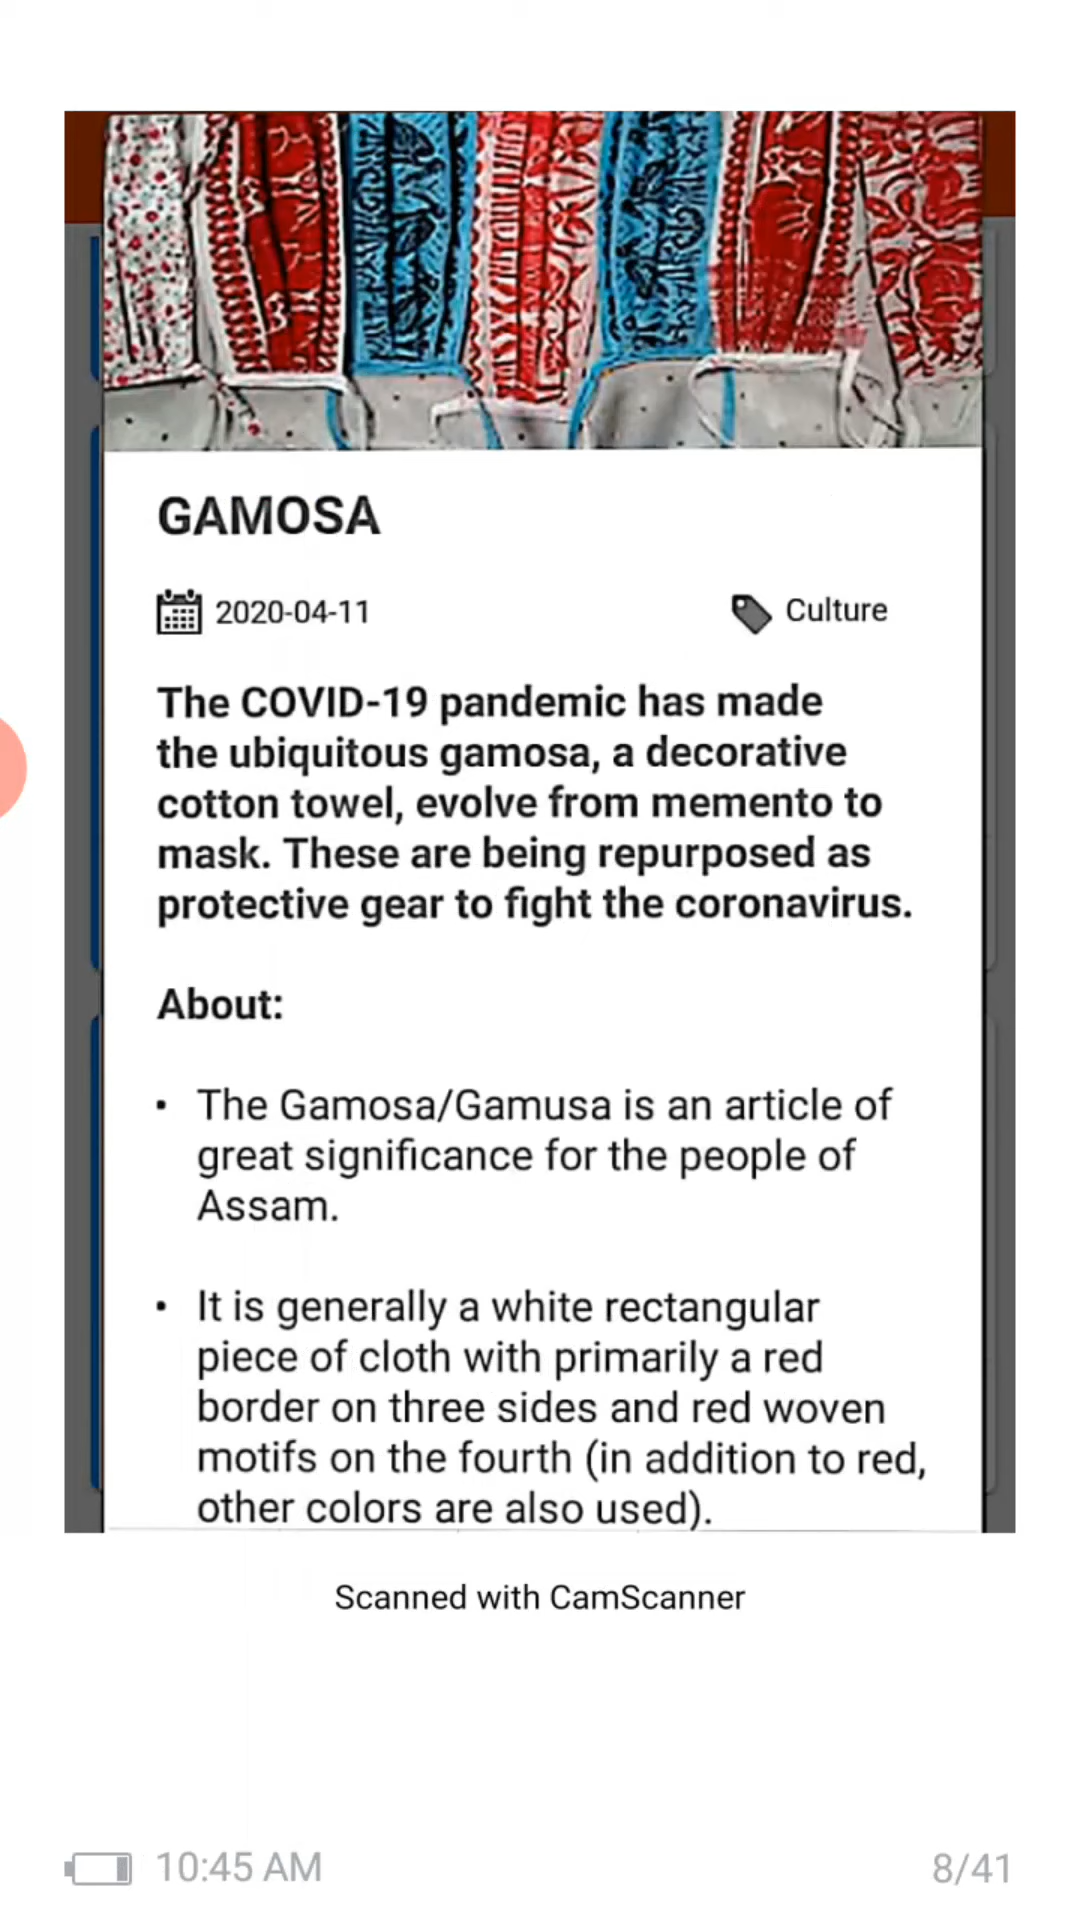 GAMOSA
2020-04-11
Culture
The COVID-19 pandemic has made
the ubiquitous gamosa, a decorative
cotton towel, evolve from memento to
mask. These are being repurposed as
protective gear to fight the coronavirus.
About:
• The Gamosa/Gamusa is an article of
great significance for the people of
Assam.
• It is generally a white rectangular
piece of cloth with primarily a red
border on three sides and red woven
motifs on the fourth (in addition to red,
other colors are also used).
Scanned with CamScanner
10:45 AM
8/41